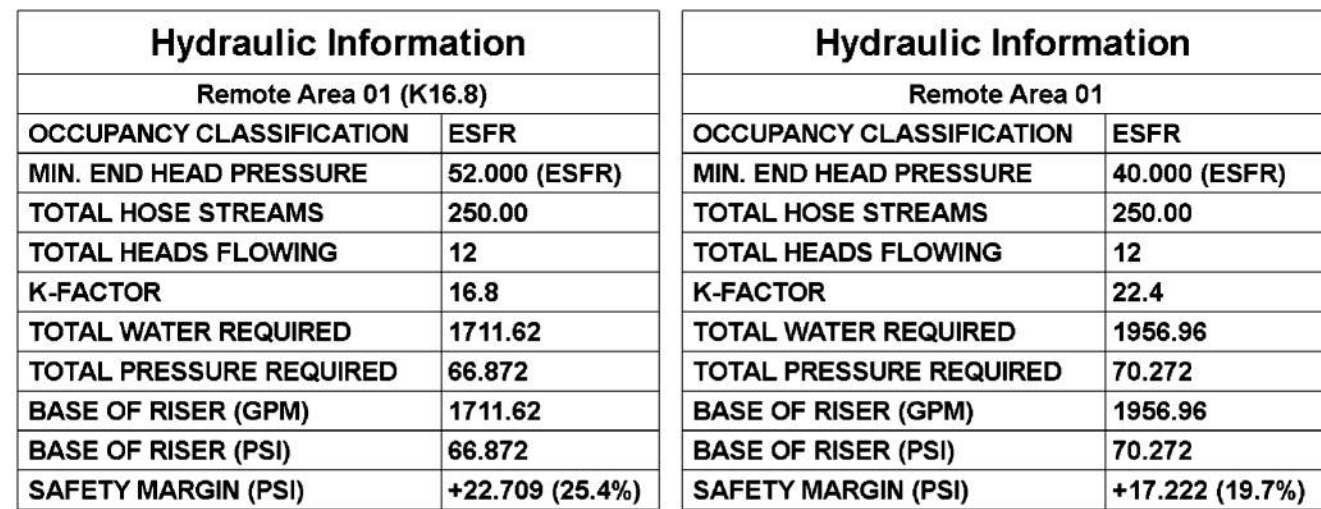 Hydraulic Information
Remote Area 01 (K16.8)
OCCUPANCY CLASSIFICATION ESFR
MIN. END HEAD PRESSURE 52.000 (ESFR)
TOTAL HOSE STREAMS 250.00
TOTAL HEADS FLOWING 12
K-FACTOR 16.8
TOTAL WATER REQUIRED 1711.62
TOTAL PRESSURE REQUIRED 66.872
BASE OF RISER (GPM) 1711.62
BASE OF RISER (PSI) 66.872
SAFETY MARGIN (PSI) +22.709 (25.4%)
Hydraulic Information
Remote Area 01
OCCUPANCY CLASSIFICATION ESFR
MIN. END HEAD PRESSURE 40.000 (ESFR)
TOTAL HOSE STREAMS 250.00
TOTAL HEADS FLOWING 12
K-FACTOR 22.4
TOTAL WATER REQUIRED 1956.96
TOTAL PRESSURE REQUIRED 70.272
BASE OF RISER (GPM) 1956.96
BASE OF RISER (PSI) 70.272
SAFETY MARGIN (PSI) +17.222 (19.7%)